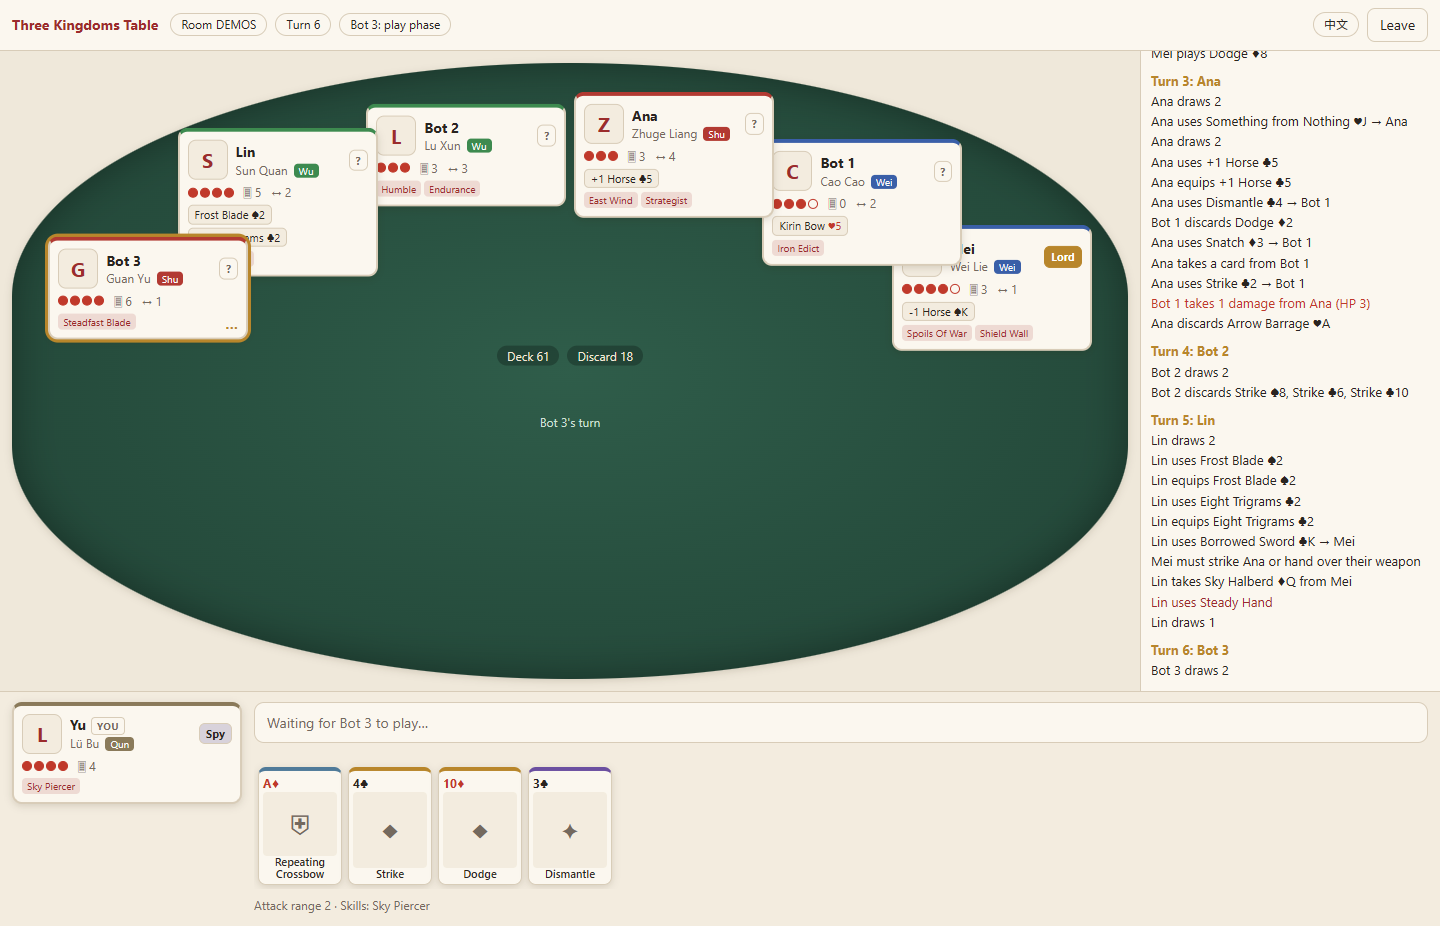 Three Kingdoms Table
Room DEMOS
Turn 6
Bot 3: play phase
中文
Leave
L
Bot 2
Lu Xun Wu
?
3 ↔ 3
Humble Endurance
Z
Ana
Zhuge Liang Shu
?
3 ↔ 4
+1 Horse ♣5
East Wind Strategist
S
Lin
Sun Quan Wu
?
5 ↔ 2
Frost Blade ♠2
♣2
C
Bot 1
Cao Cao Wei
?
0 ↔ 2
Kirin Bow ♥5
Iron Edict
G
Bot 3
Guan Yu Shu
?
6 ↔ 1
Steadfast Blade
...
Wei Lie Wei
Lord
3 ↔ 1
-1 Horse ♠K
Spoils Of War Shield Wall
Deck 61 Discard 18
Bot 3's turn
Mei plays Dodge ♦8
Turn 3: Ana
Ana draws 2
Ana uses Something from Nothing ♥J → Ana
Ana draws 2
Ana uses +1 Horse ♣5
Ana equips +1 Horse ♣5
Ana uses Dismantle ♣4 → Bot 1
Bot 1 discards Dodge ♦2
Ana uses Snatch ♦3 → Bot 1
Ana takes a card from Bot 1
Ana uses Strike ♣2 → Bot 1
Bot 1 takes 1 damage from Ana (HP 3)
Ana discards Arrow Barrage ♥A
Turn 4: Bot 2
Bot 2 draws 2
Bot 2 discards Strike ♠8, Strike ♣6, Strike ♣10
Turn 5: Lin
Lin draws 2
Lin uses Frost Blade ♠2
Lin equips Frost Blade ♠2
Lin uses Eight Trigrams ♣2
Lin equips Eight Trigrams ♣2
Lin uses Borrowed Sword ♣K → Mei
Mei must strike Ana or hand over their weapon
Lin takes Sky Halberd ♦Q from Mei
Lin uses Steady Hand
Lin draws 1
Turn 6: Bot 3
Bot 3 draws 2
L
Yu YOU
Lü Bu Qun
Spy
4
Sky Piercer
Waiting for Bot 3 to play...
A♦
Repeating
Crossbow
4♣
Strike
10♦
Dodge
3♣
Dismantle
Attack range 2 · Skills: Sky Piercer